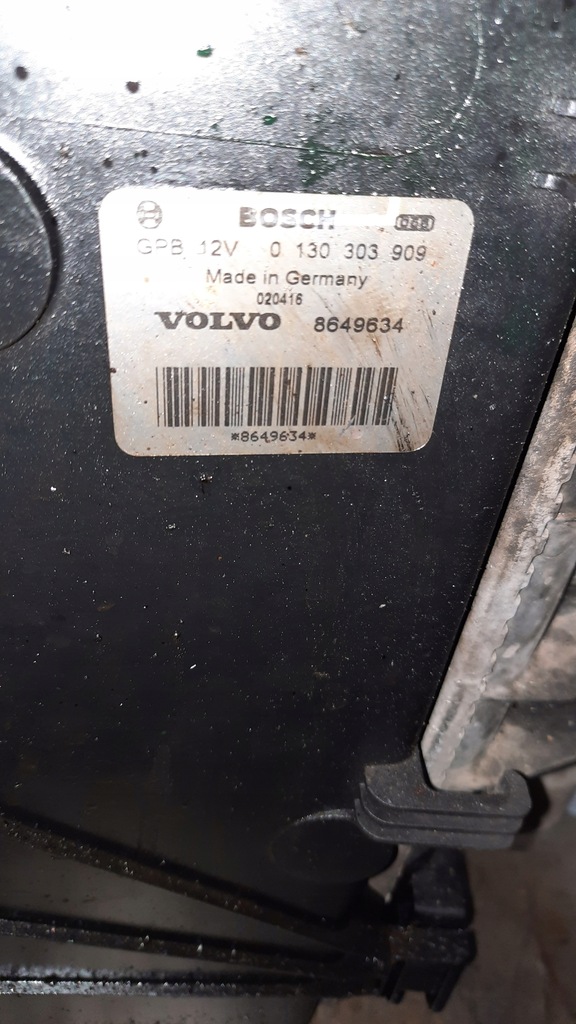 BOSCH
GPB 12V 0 130 303 909
Made in Germany
020416
VOLVO 8649634
*8649634*